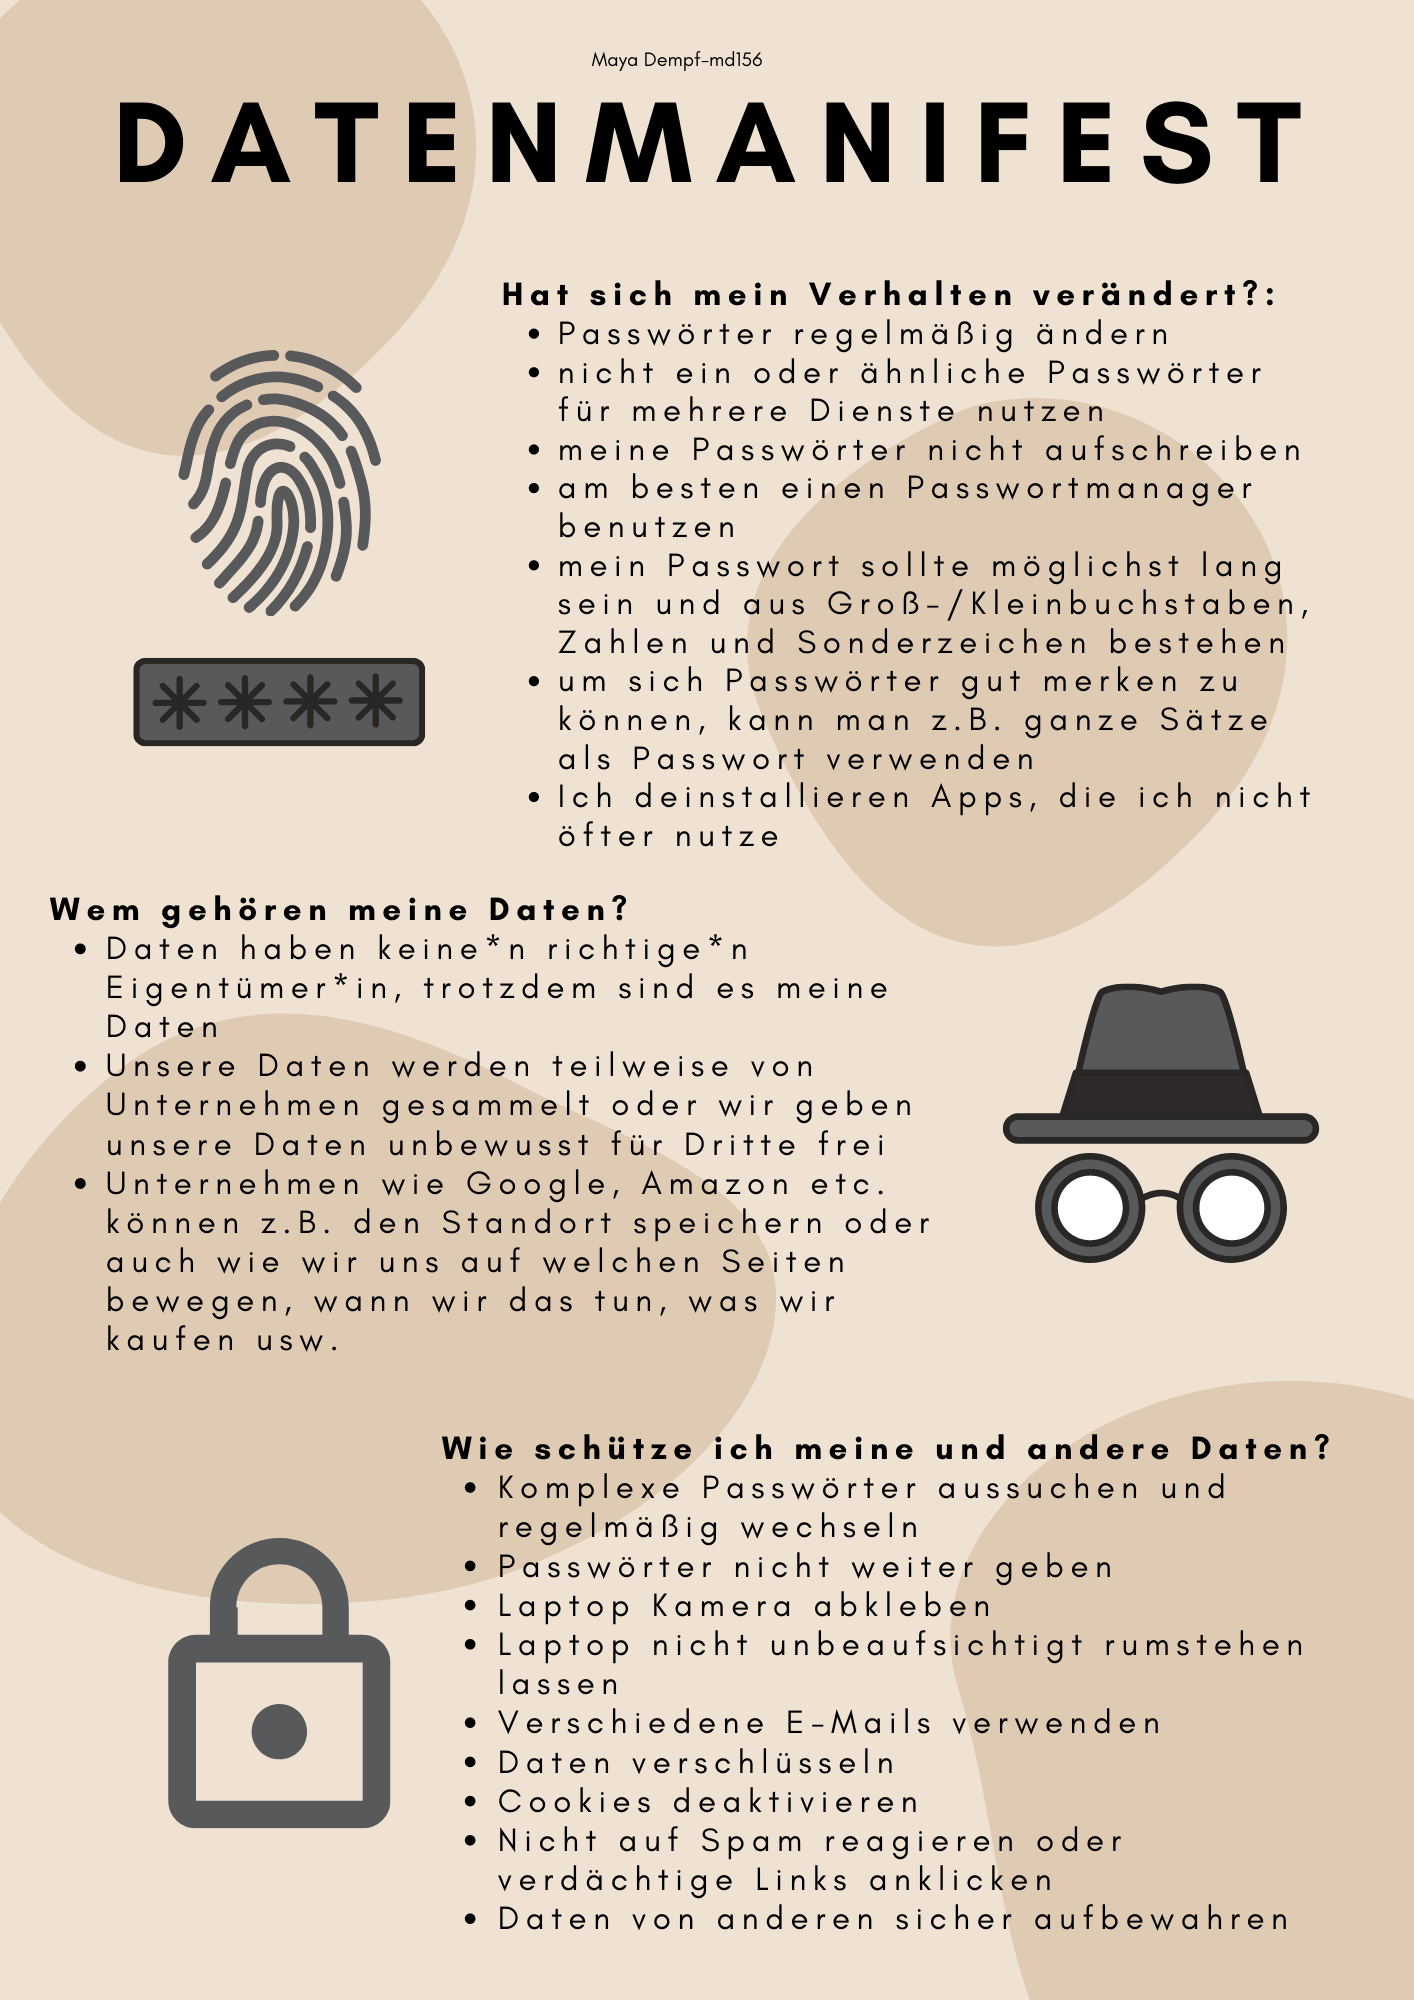 Maya Dempf-md156
DATENMANIFEST
Hat sich mein Verhalten verändert?:
• Passwörter regelmäßig ändern
• nicht ein oder ähnliche Passwörter
für mehrere Dienste nutzen
• meine Passwörter nicht aufschreiben
• am besten einen Passwortmanager
benutzen
• mein Passwort sollte möglichst lang
sein und aus Groß-/Kleinbuchstaben,
Zahlen und Sonderzeichen bestehen
• um sich Passwörter gut merken zu
können, kann man z.B. ganze Sätze
als Passwort verwenden
• Ich deinstallieren Apps, die ich nicht
öfter nutze
Wem gehören meine Daten?
• Daten haben keine*n richtige*n
Eigentümer*in, trotzdem sind es meine
Daten
• Unsere Daten werden teilweise von
Unternehmen gesammelt oder wir geben
unsere Daten unbewusst für Dritte frei
• Unternehmen wie Google, Amazon etc.
können z.B. den Standort speichern oder
auch wie wir uns auf welchen Seiten
bewegen, wann wir das tun, was wir
kaufen usw.
Wie schütze ich meine und andere Daten?
• Komplexe Passwörter aussuchen und
regelmäßig wechseln
• Passwörter nicht weiter geben
• Laptop Kamera abkleben
• Laptop nicht unbeaufsichtigt rumstehen
lassen
• Verschiedene E-Mails verwenden
• Daten verschlüsseln
• Cookies deaktivieren
• Nicht auf Spam reagieren oder
verdächtige Links anklicken
• Daten von anderen sicher aufbewahren